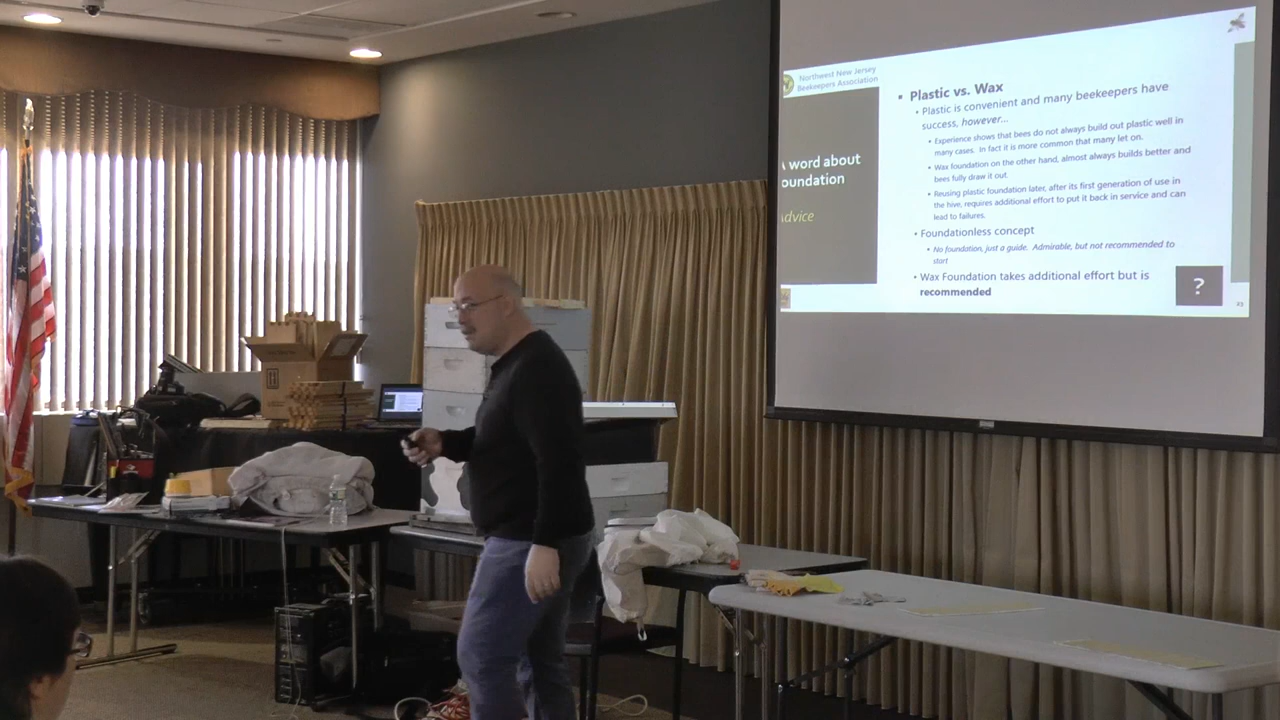 Northwest New Jersey
Beekeepers Association
A word about
oundation
Advice
▪ Plastic vs. Wax
• Plastic is convenient and many beekeepers have
success, however...
• Experience shows that bees do not always build out plastic well in
many cases. In fact it is more common that many let on.
• Wax foundation on the other hand, almost always builds better and
bees fully draw it out.
• Reusing plastic foundation later, after its first generation of use in
the hive, requires additional effort to put it back in service and can
lead to failures.
• Foundationless concept
• No foundation, just a guide. Admirable, but not recommended to
start
• Wax Foundation takes additional effort but is
recommended
?
23